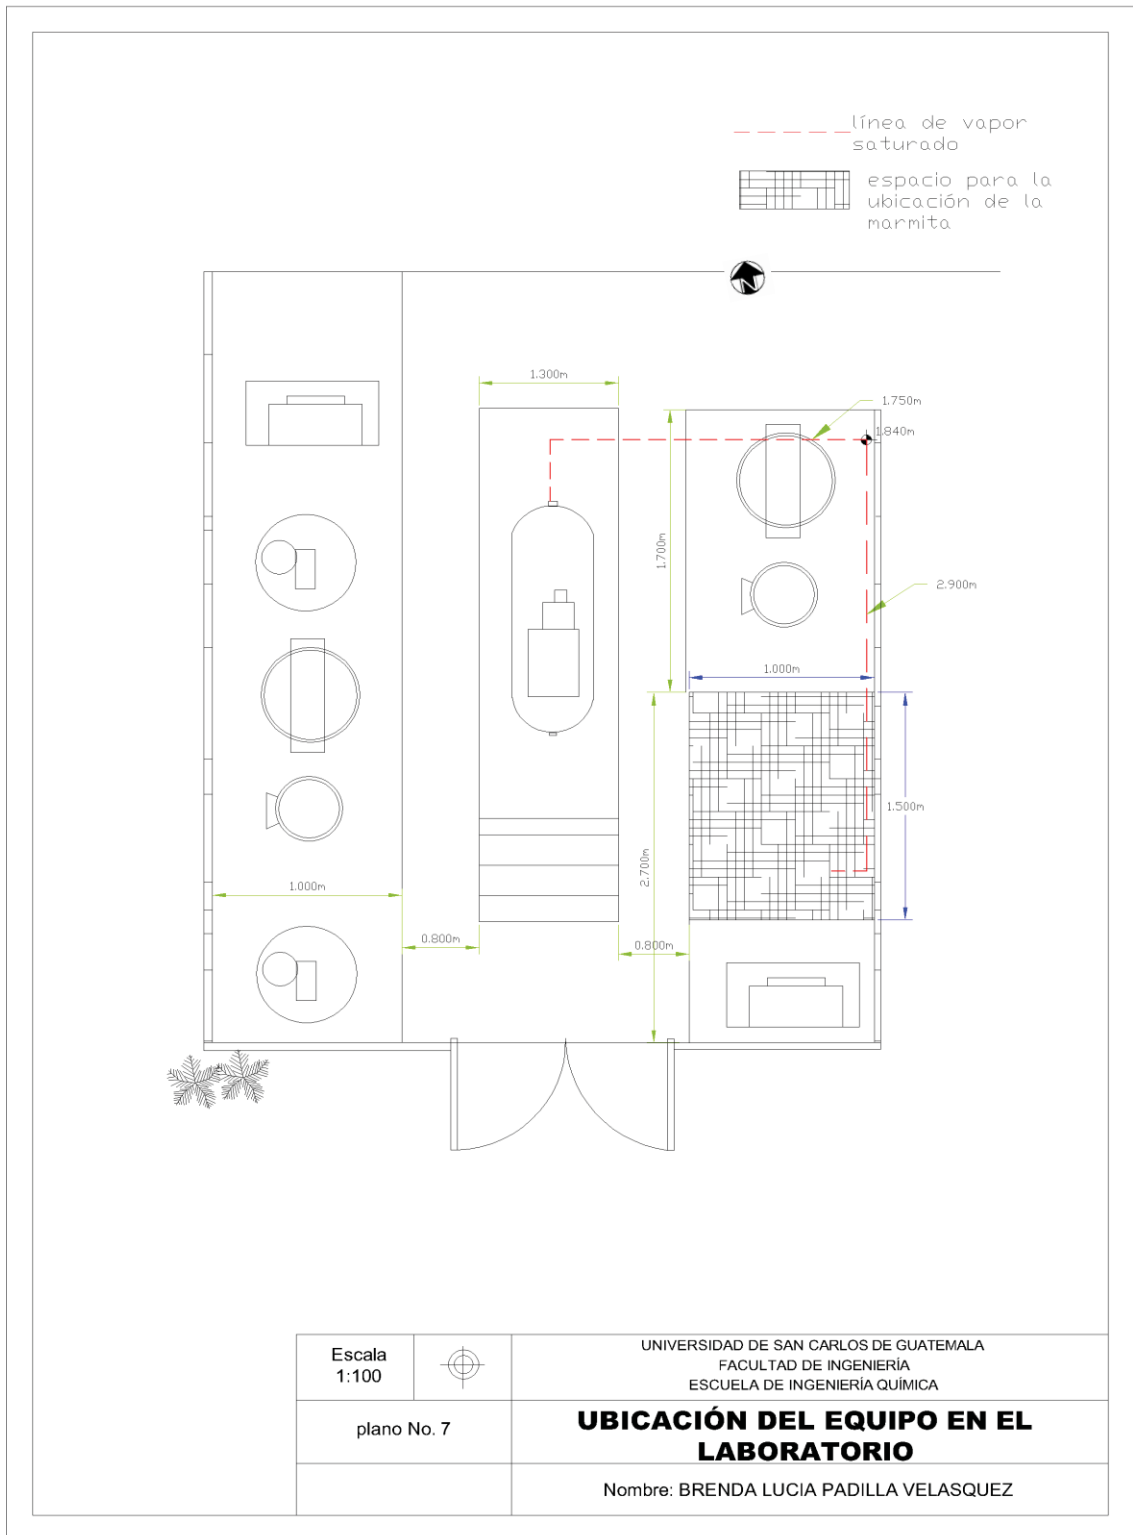 línea de vapor
saturado
espacio para la
ubicación de la
marmita
N
1.300m
1.750m
1.840m
1.700m
2.900m
1.000m
1.500m
2.700m
1.000m
0.800m
0.800m
Escala
1:100
UNIVERSIDAD DE SAN CARLOS DE GUATEMALA
FACULTAD DE INGENIERÍA
ESCUELA DE INGENIERÍA QUÍMICA
plano No. 7
UBICACIÓN DEL EQUIPO EN EL
LABORATORIO
Nombre: BRENDA LUCIA PADILLA VELASQUEZ